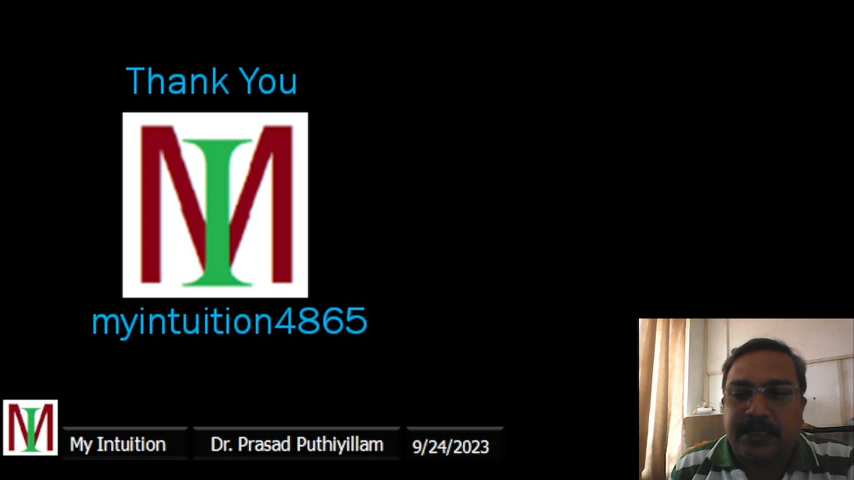 Thank You
MI
myintuition4865
MI
My Intuition
Dr. Prasad Puthiyillam
9/24/2023